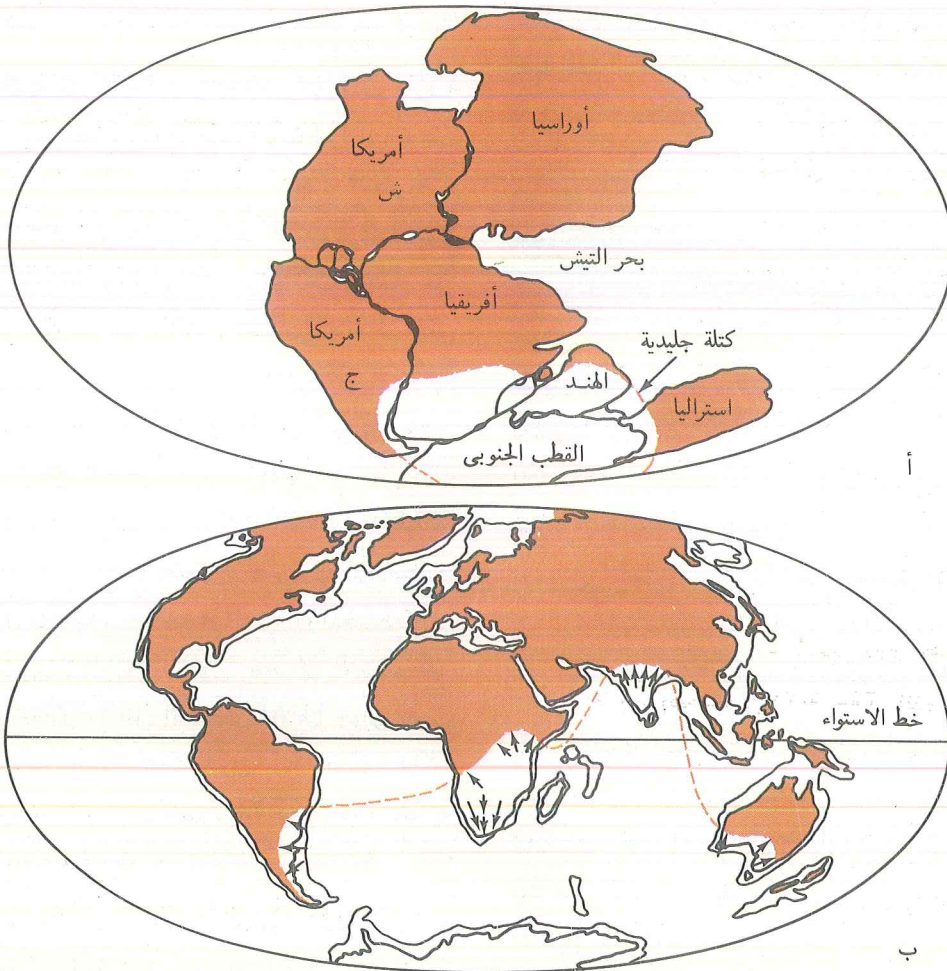 أوراسيا
أمريكا
ش
بحر التيش
أفريقيا
أمريكا
ج
كتلة جليدية
الهند
استراليا
القطب الجنوبى
أ
خط الاستواء
ب